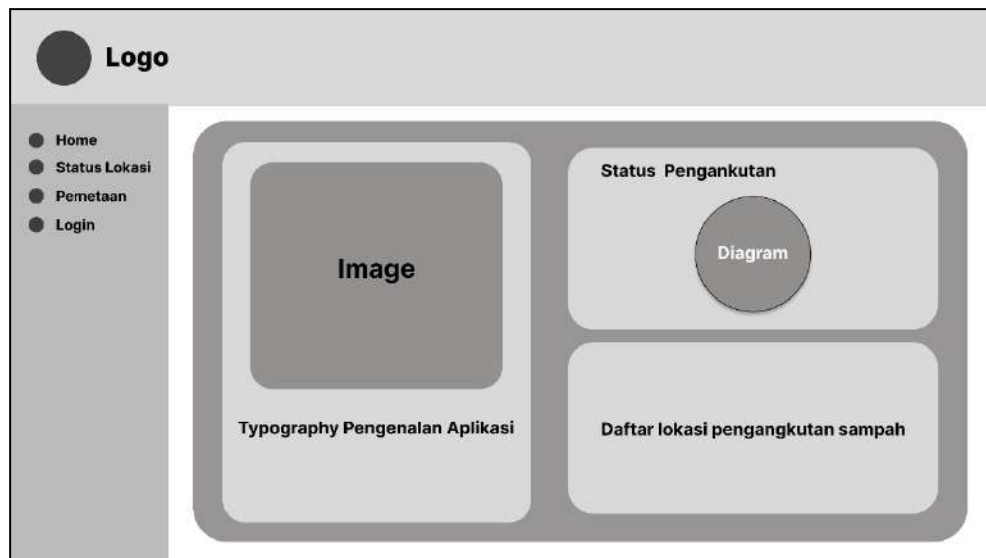 Logo
Home
Status Lokasi
Pemetaan
Login
Image
Typography Pengenalan Aplikasi
Status Pengankutan
Diagram
Daftar lokasi pengangkutan sampah